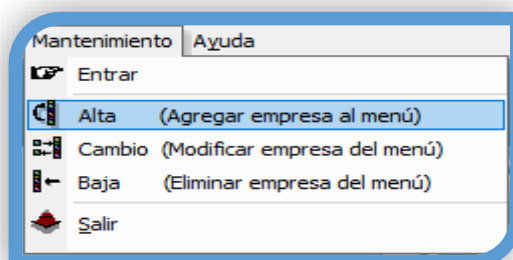 Mantenimiento Ayuda
Entrar
Alta (Agregar empresa al menú)
Cambio (Modificar empresa del menú)
Baja (Eliminar empresa del menú)
Salir